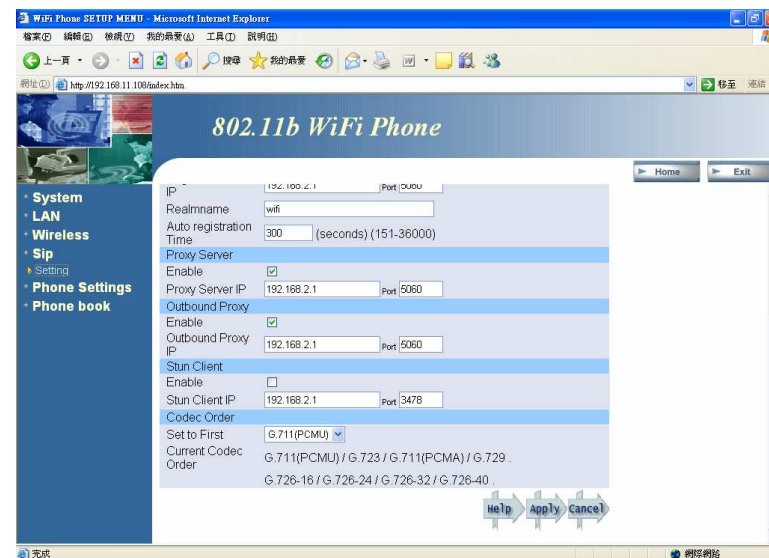 WiFi Phone SETUP MENU - Microsoft Internet Explorer
檔案(F) 編輯(E) 檢視(V) 我的最愛(A) 工具(T) 說明(H)
上一頁 搜尋 我的最愛
網址(D) http://192.168.11.108/index.htm 移至 連結
802.11b WiFi Phone
Home Exit
System
LAN
Wireless
Sip
Setting
Phone Settings
Phone book
IP 192.168.2.1 Port 5060
Realmname wifi
Auto registration Time 300 (seconds) (151-36000)
Proxy Server
Enable
Proxy Server IP 192.168.2.1 Port 5060
Outbound Proxy
Enable
Outbound Proxy IP 192.168.2.1 Port 5060
Stun Client
Enable
Stun Client IP 192.168.2.1 Port 3478
Codec Order
Set to First G.711(PCMU)
Current Codec Order G.711(PCMU) / G.723 / G.711(PCMA) / G.729 .
G.726-16 / G.726-24 / G.726-32 / G.726-40 .
Help Apply Cancel
完成 網際網路